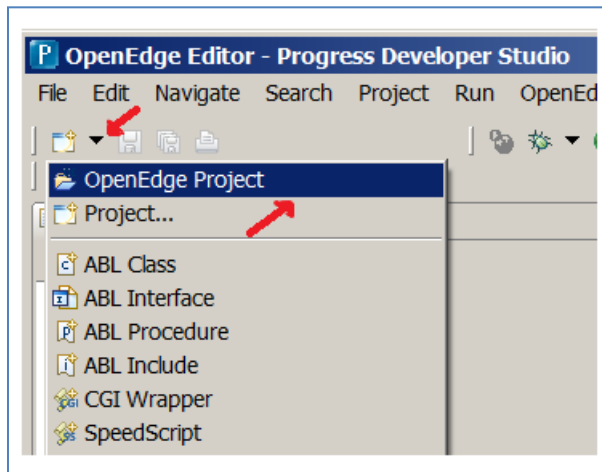 OpenEdge Editor - Progress Developer Studio
File Edit Navigate Search Project Run OpenEd
OpenEdge Project
Project...
ABL Class
ABL Interface
ABL Procedure
ABL Include
CGI Wrapper
SpeedScript